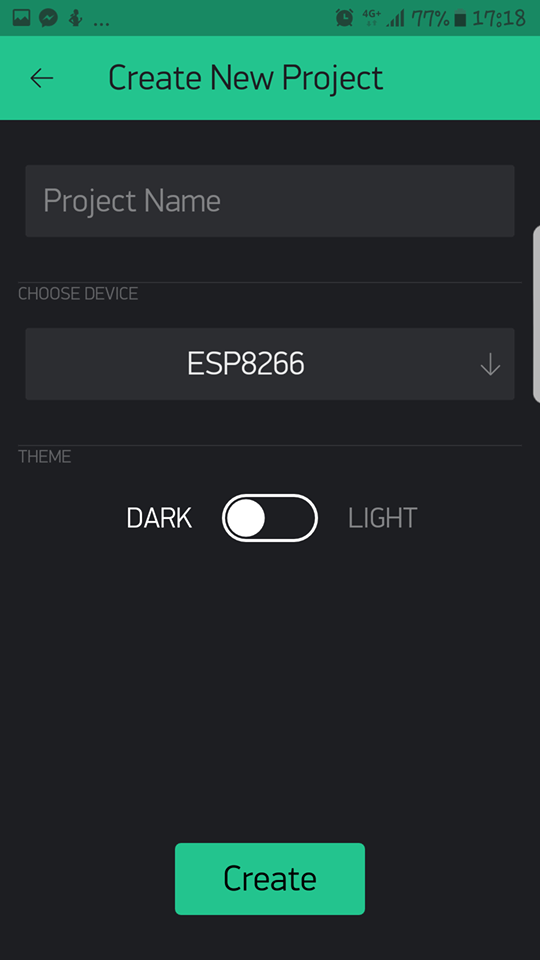 ... 4G+ 77% 17:18
Create New Project
Project Name
CHOOSE DEVICE
ESP8266
THEME
DARK LIGHT
Create